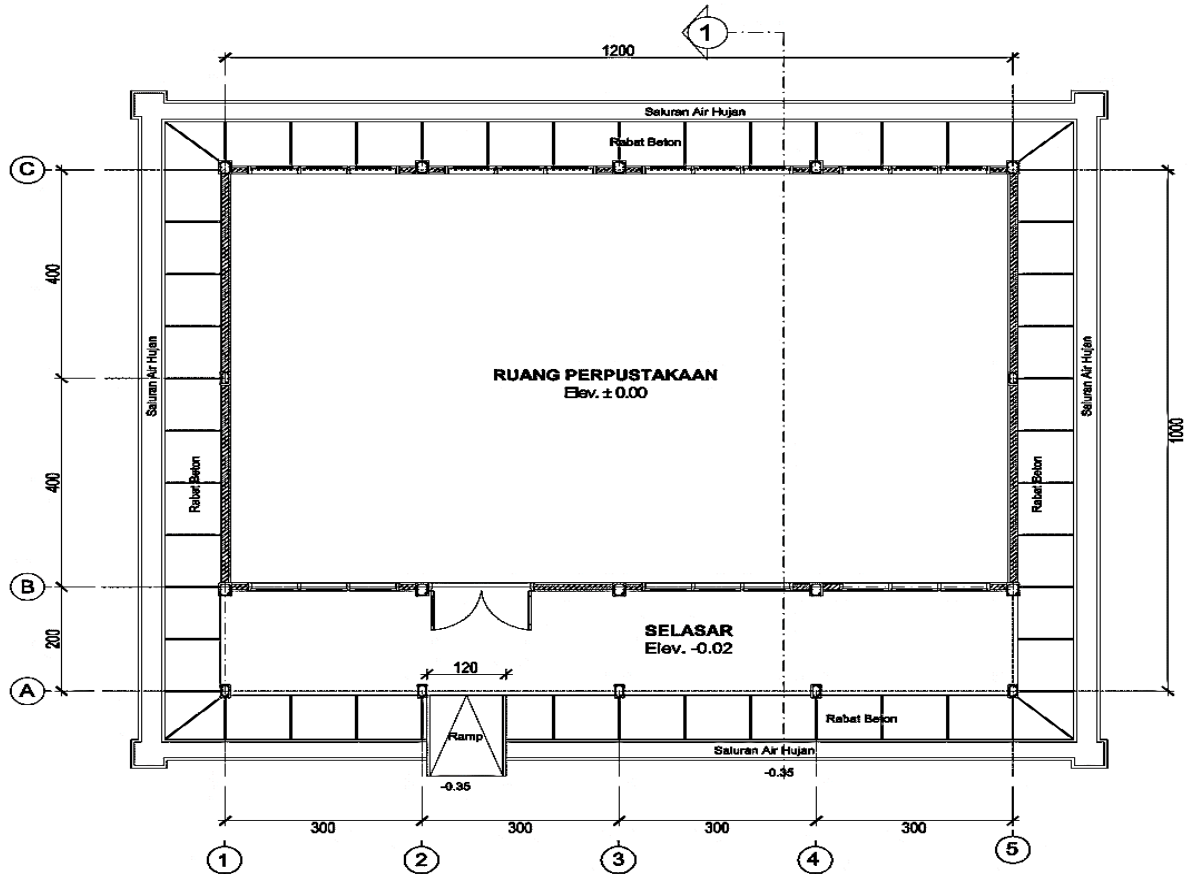 1
1200
Saluran Air Hujan
Rabat Beton
C
400
Saluran Air Hujan
Saluran Air Hujan
RUANG PERPUSTAKAAN
Elev. ± 0.00
1000
400
Rabat Beton
Rabat Beton
B
200
SELASAR
Elev. -0.02
120
A
Rabat Beton
Ramp
Saluran Air Hujan
-0.35
-0.35
300
300
300
300
1
2
3
4
5